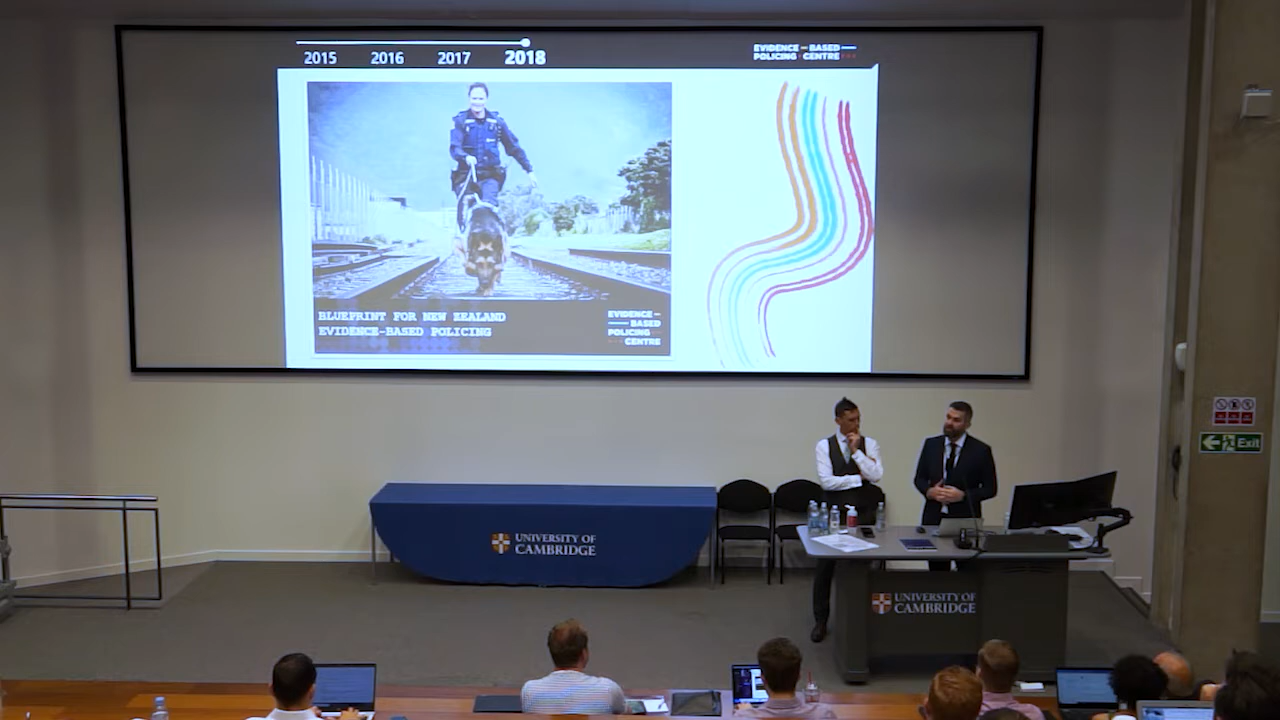 2015 2016 2017 2018
EVIDENCE – BASED
POLICING CENTRE
BLUEPRINT FOR NEW ZEALAND
EVIDENCE-BASED POLICING
EVIDENCE –
BASED
POLICING
CENTRE
UNIVERSITY OF
CAMBRIDGE
UNIVERSITY OF
CAMBRIDGE
Exit